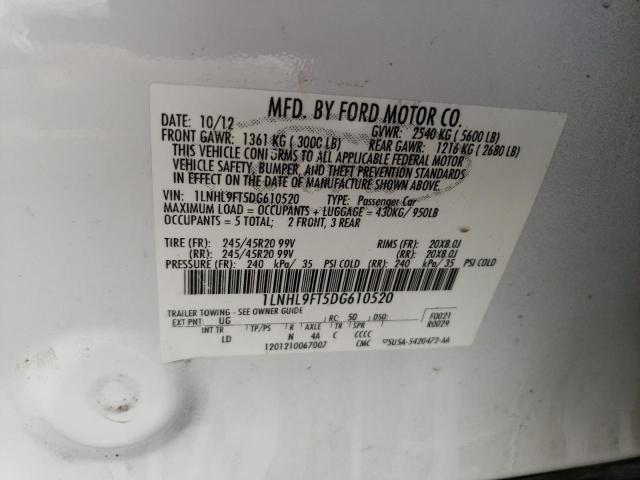 MFD. BY FORD MOTOR CO.
DATE: 10/12 GVWR: 2540 KG ( 5600 LB)
FRONT GAWR: 1361 KG ( 3000 LB) REAR GAWR: 1216 KG ( 2680 LB)
THIS VEHICLE CONFORMS TO ALL APPLICABLE FEDERAL MOTOR
VEHICLE SAFETY, BUMPER, AND THEFT PREVENTION STANDARDS
IN EFFECT ON THE DATE OF MANUFACTURE SHOWN ABOVE.
VIN: 1LNHL9FT5DG610520 TYPE: Passenger Car
MAXIMUM LOAD = OCCUPANTS + LUGGAGE = 430KG/ 950LB
OCCUPANTS = 5 TOTAL; 2 FRONT, 3 REAR
TIRE (FR): 245/45R20 99V RIMS (FR): 20X8.0J
(RR): 245/45R20 99V (RR): 20X8.0J
PRESSURE (FR): 240 kPa/ 35 PSI COLD (RR): 240 kPa/ 35 PSI COLD
1LNHL9FT5DG610520
TRAILER TOWING - SEE OWNER GUIDE
EXT PNT: UG RC: 50 DSO: F0021
R0029
INT TR TP/PS R AXLE TR SPR
LD N 4A C CCCC
1201210067007 CMC 5U5A-5420472-AA